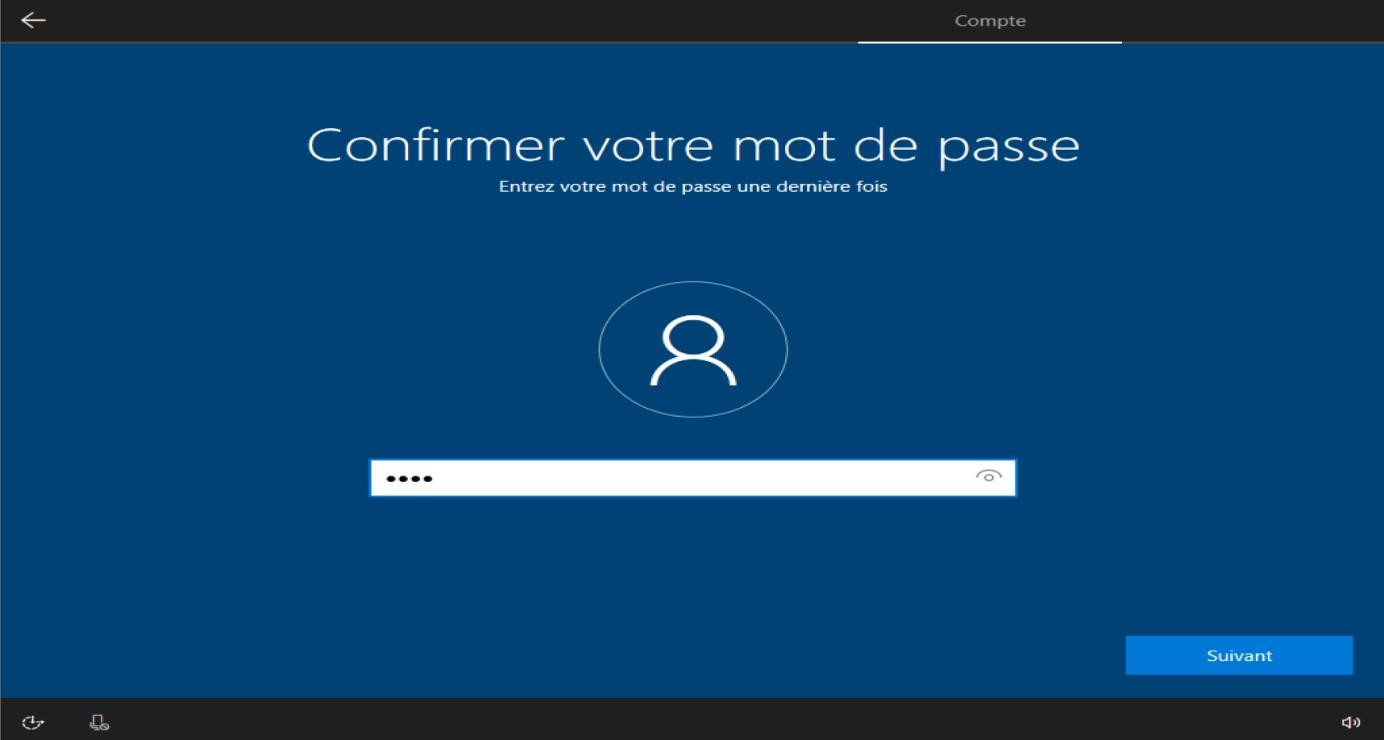 Compte
Confirmer votre mot de passe
Entrez votre mot de passe une dernière fois
••••
Suivant